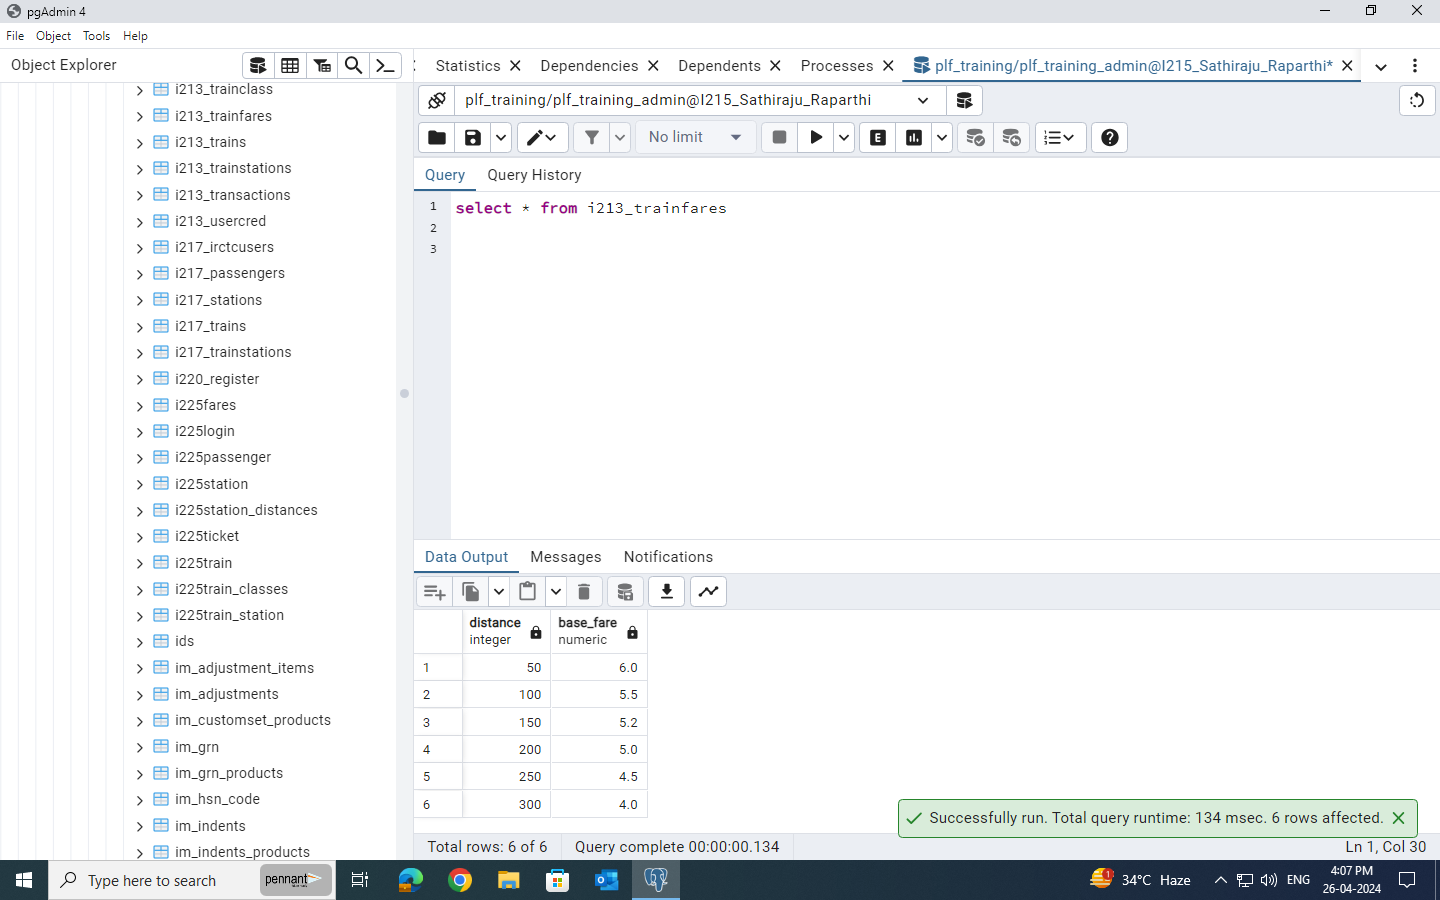 pgAdmin 4
File Object Tools Help
Object Explorer
Statistics Dependencies Dependents Processes plf_training/plf_training_admin@I215_Sathiraju_Raparthi*
plf_training/plf_training_admin@I215_Sathiraju_Raparthi
No limit
E
Query Query History
1 select * from i213_trainfares
2
3
i213_trainclass
i213_trainfares
i213_trains
i213_trainstations
i213_transactions
i213_usercred
i217_irctcusers
i217_passengers
i217_stations
i217_trains
i217_trainstations
i220_register
i225fares
i225login
i225passenger
i225station
i225station_distances
i225ticket
i225train
i225train_classes
i225train_station
ids
im_adjustment_items
im_adjustments
im_customset_products
im_grn
im_grn_products
im_hsn_code
im_indents
im_indents_products
Data Output Messages Notifications
distance base_fare
integer numeric
1 50 6.0
2 100 5.5
3 150 5.2
4 200 5.0
5 250 4.5
6 300 4.0
Successfully run. Total query runtime: 134 msec. 6 rows affected.
Total rows: 6 of 6 Query complete 00:00:00.134 Ln 1, Col 30
Type here to search pennant 1 34°C Haze ENG 4:07 PM
26-04-2024